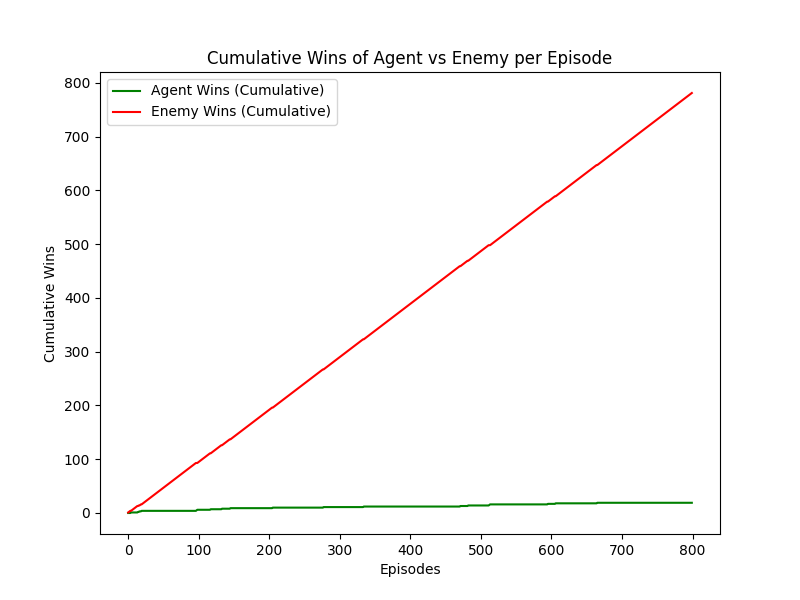 Cumulative Wins of Agent vs Enemy per Episode
Agent Wins (Cumulative)
Enemy Wins (Cumulative)
Cumulative Wins
800
700
600
500
400
300
200
100
0
0 100 200 300 400 500 600 700 800
Episodes